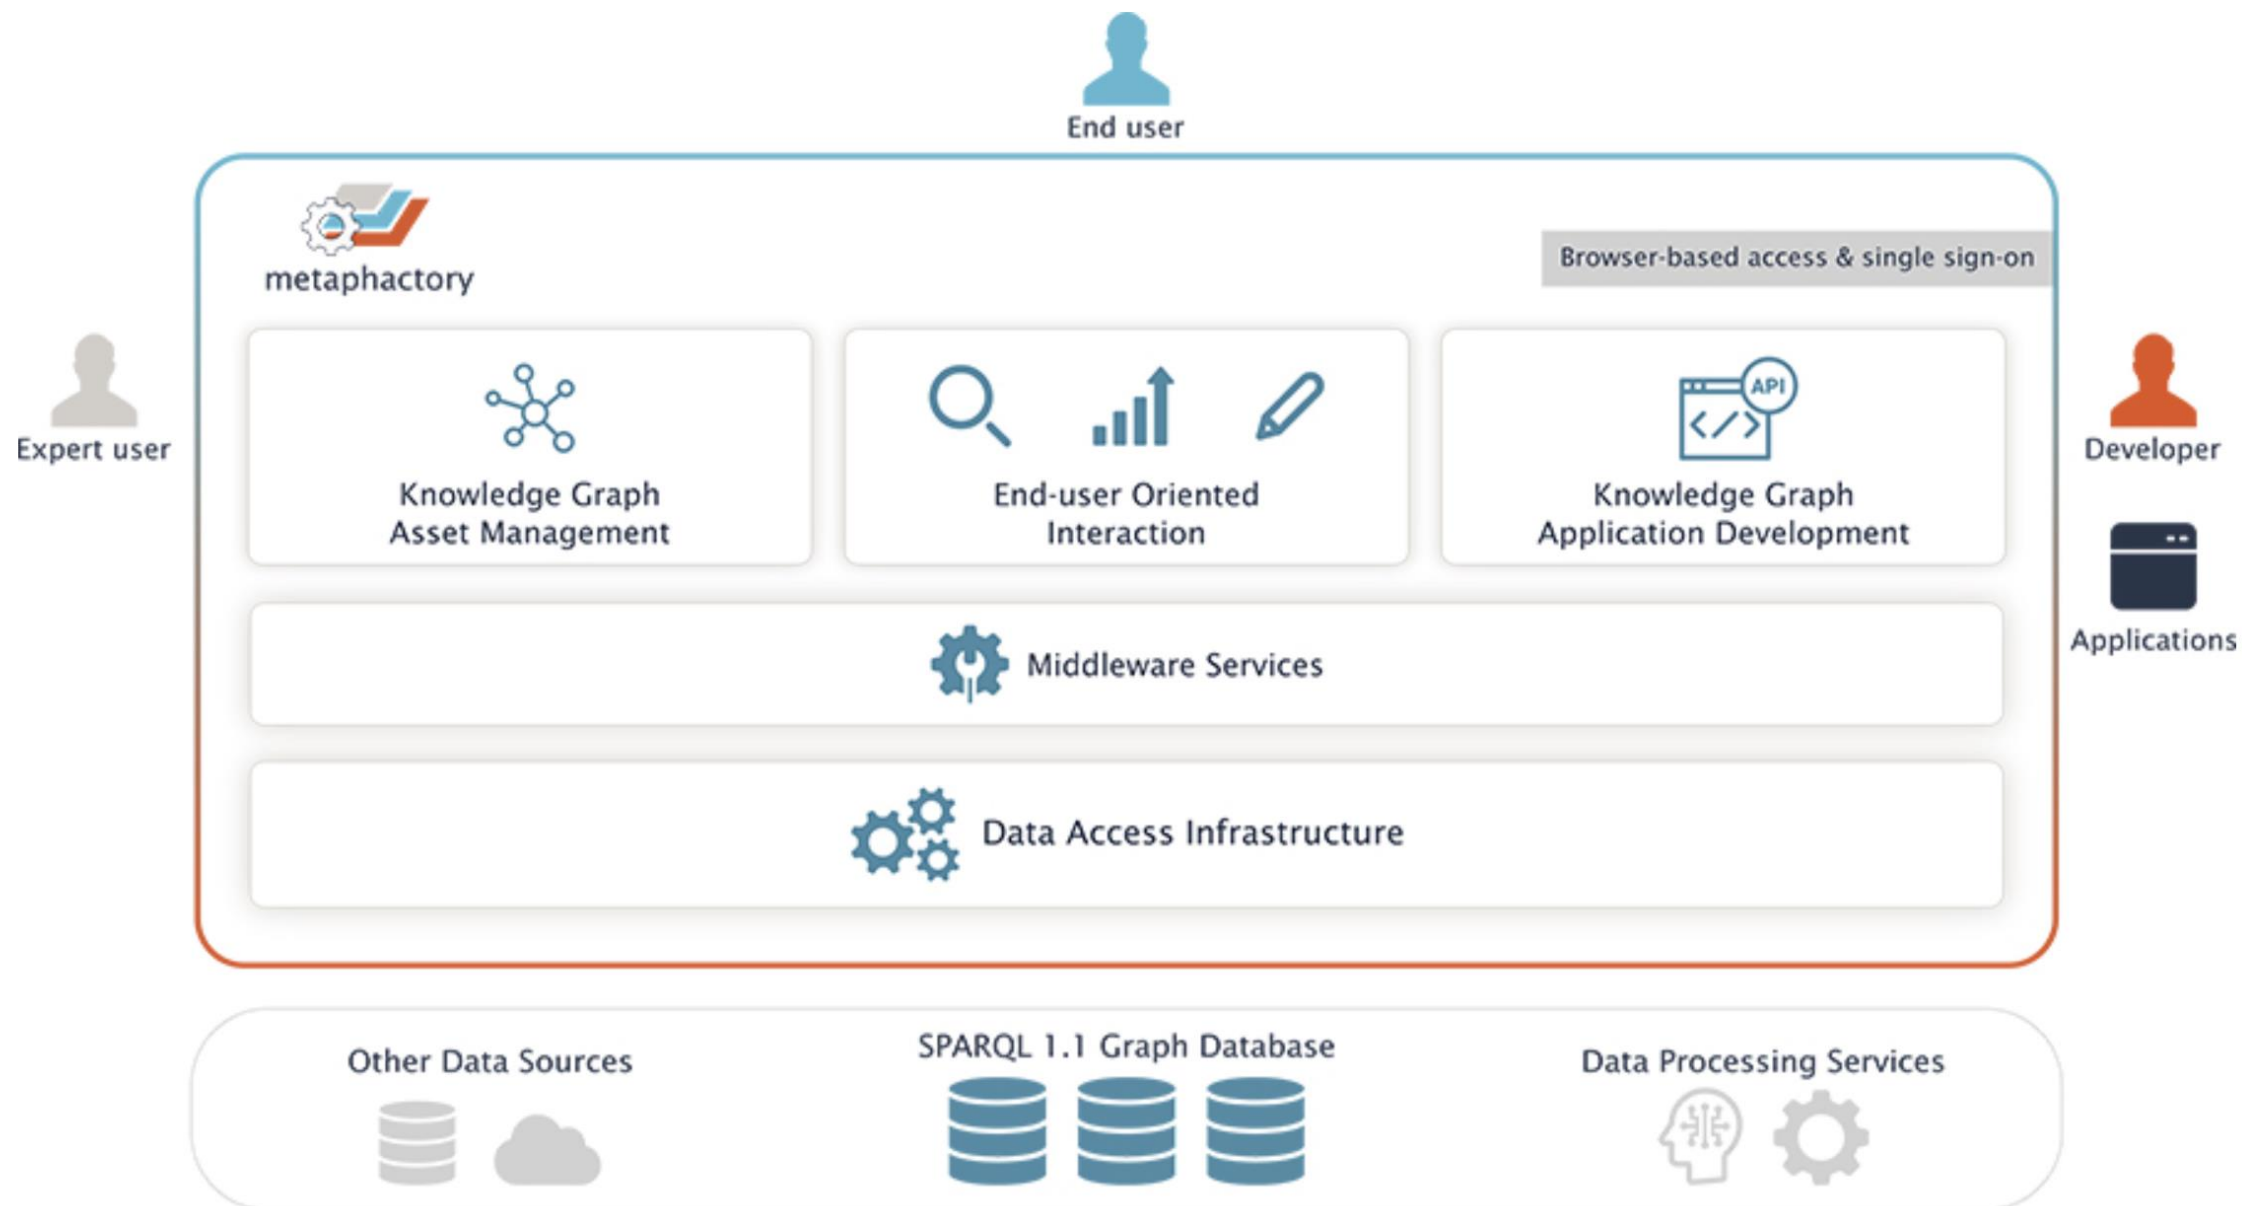 End user
metaphactory
Browser-based access & single sign-on
Expert user
Knowledge Graph
Asset Management
End-user Oriented
Interaction
API
Knowledge Graph
Application Development
Developer
Applications
Middleware Services
Data Access Infrastructure
Other Data Sources
SPARQL 1.1 Graph Database
Data Processing Services